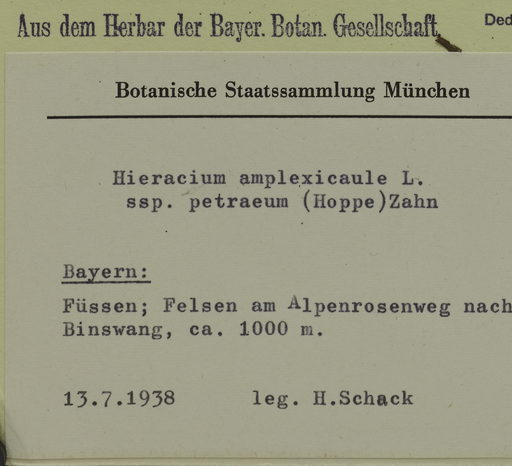 Aus dem Herbar der Bayer. Botan. Gesellschaft
Ded
Botanische Staatssammlung München
Hieracium amplexicaule L.
ssp. petraeum (Hoppe)Zahn
Bayern:
Füssen; Felsen am Alpenrosenweg nach
Binswang, ca. 1000 m.
13.7.1938 leg. H.Schack